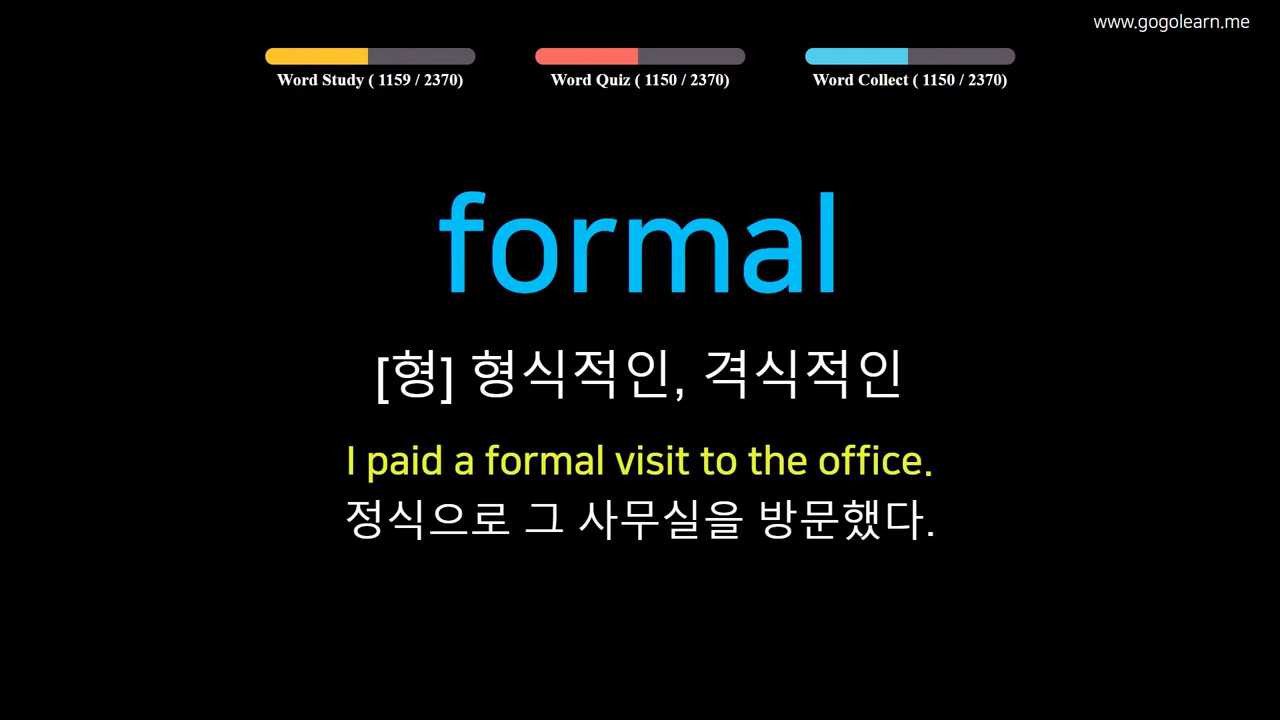 www.gogolearn.me
Word Study ( 1159 / 2370)
Word Quiz ( 1150 / 2370)
Word Collect ( 1150 / 2370)
formal
[형] 형식적인, 격식적인
I paid a formal visit to the office.
정식으로 그 사무실을 방문했다.